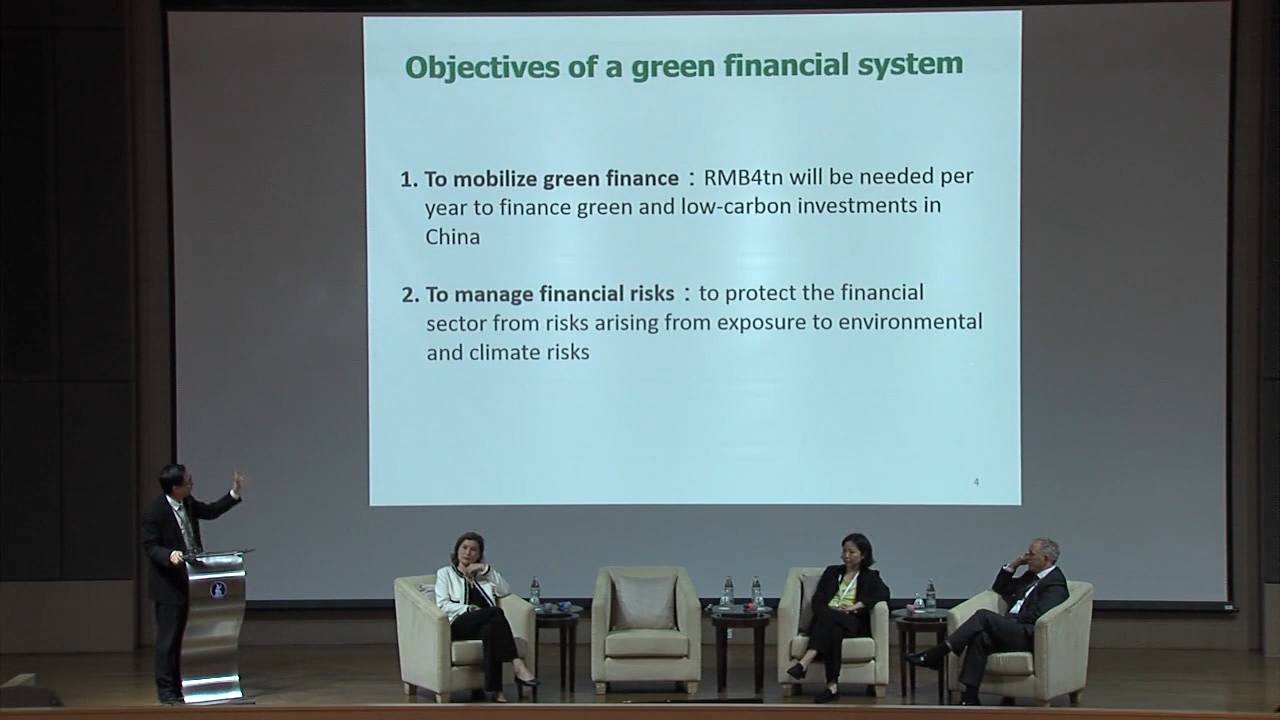 Objectives of a green financial system
1. To mobilize green finance：RMB4tn will be needed per
year to finance green and low-carbon investments in
China
2. To manage financial risks：to protect the financial
sector from risks arising from exposure to environmental
and climate risks
4